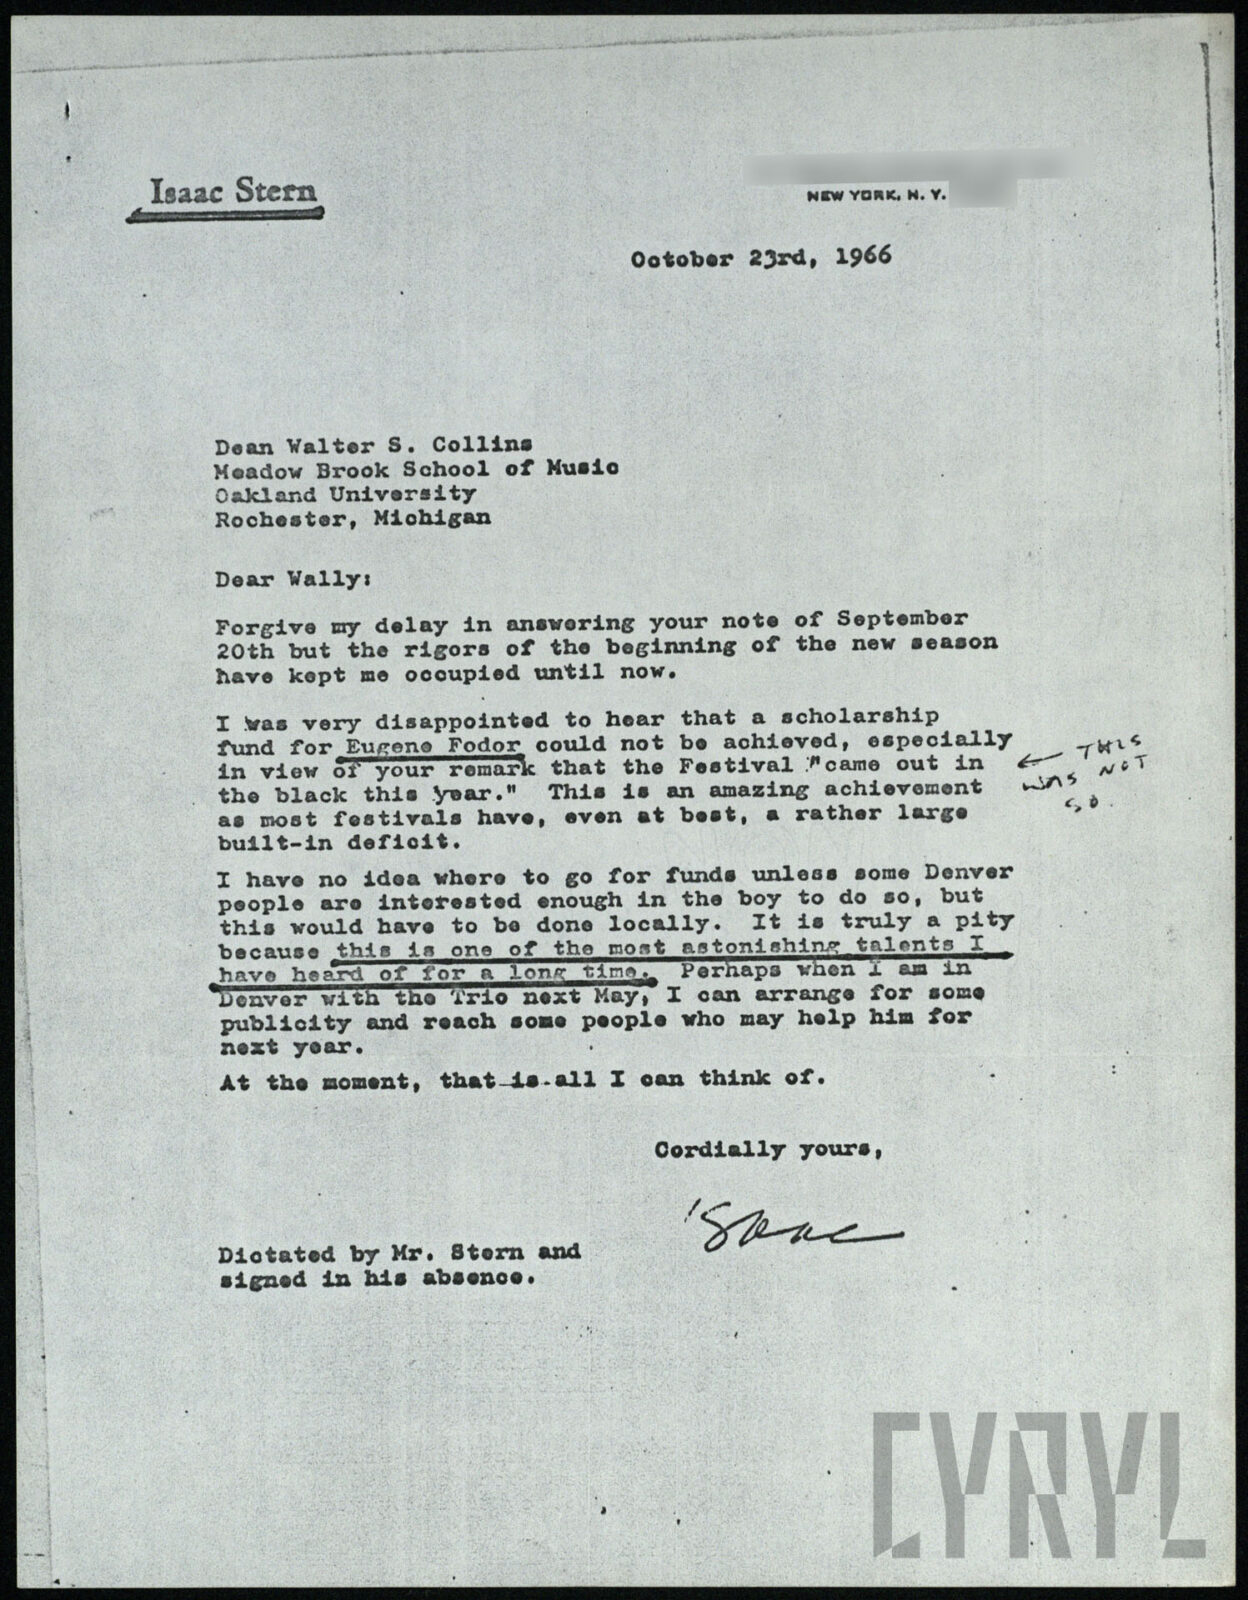 Isaac Stern
NEW YORK, N. Y.
October 23rd, 1966
Dean Walter S. Collins
Meadow Brook School of Music
Oakland University
Rochester, Michigan
Dear Wally:
Forgive my delay in answering your note of September
20th but the rigors of the beginning of the new season
have kept me occupied until now.
I was very disappointed to hear that a scholarship
fund for Eugene Fodor could not be achieved, especially
in view of your remark that the Festival "came out in
the black this year." This is an amazing achievement
as most festivals have, even at best, a rather large
built-in deficit.
← THIS
WAS NOT
SO.
I have no idea where to go for funds unless some Denver
people are interested enough in the boy to do so, but
this would have to be done locally. It is truly a pity
because this is one of the most astonishing talents I
have heard of for a long time. Perhaps when I am in
Denver with the Trio next May, I can arrange for some
publicity and reach some people who may help him for
next year.
At the moment, that is all I can think of.
Cordially yours,
Isaac
Dictated by Mr. Stern and
signed in his absence.
CYRYL